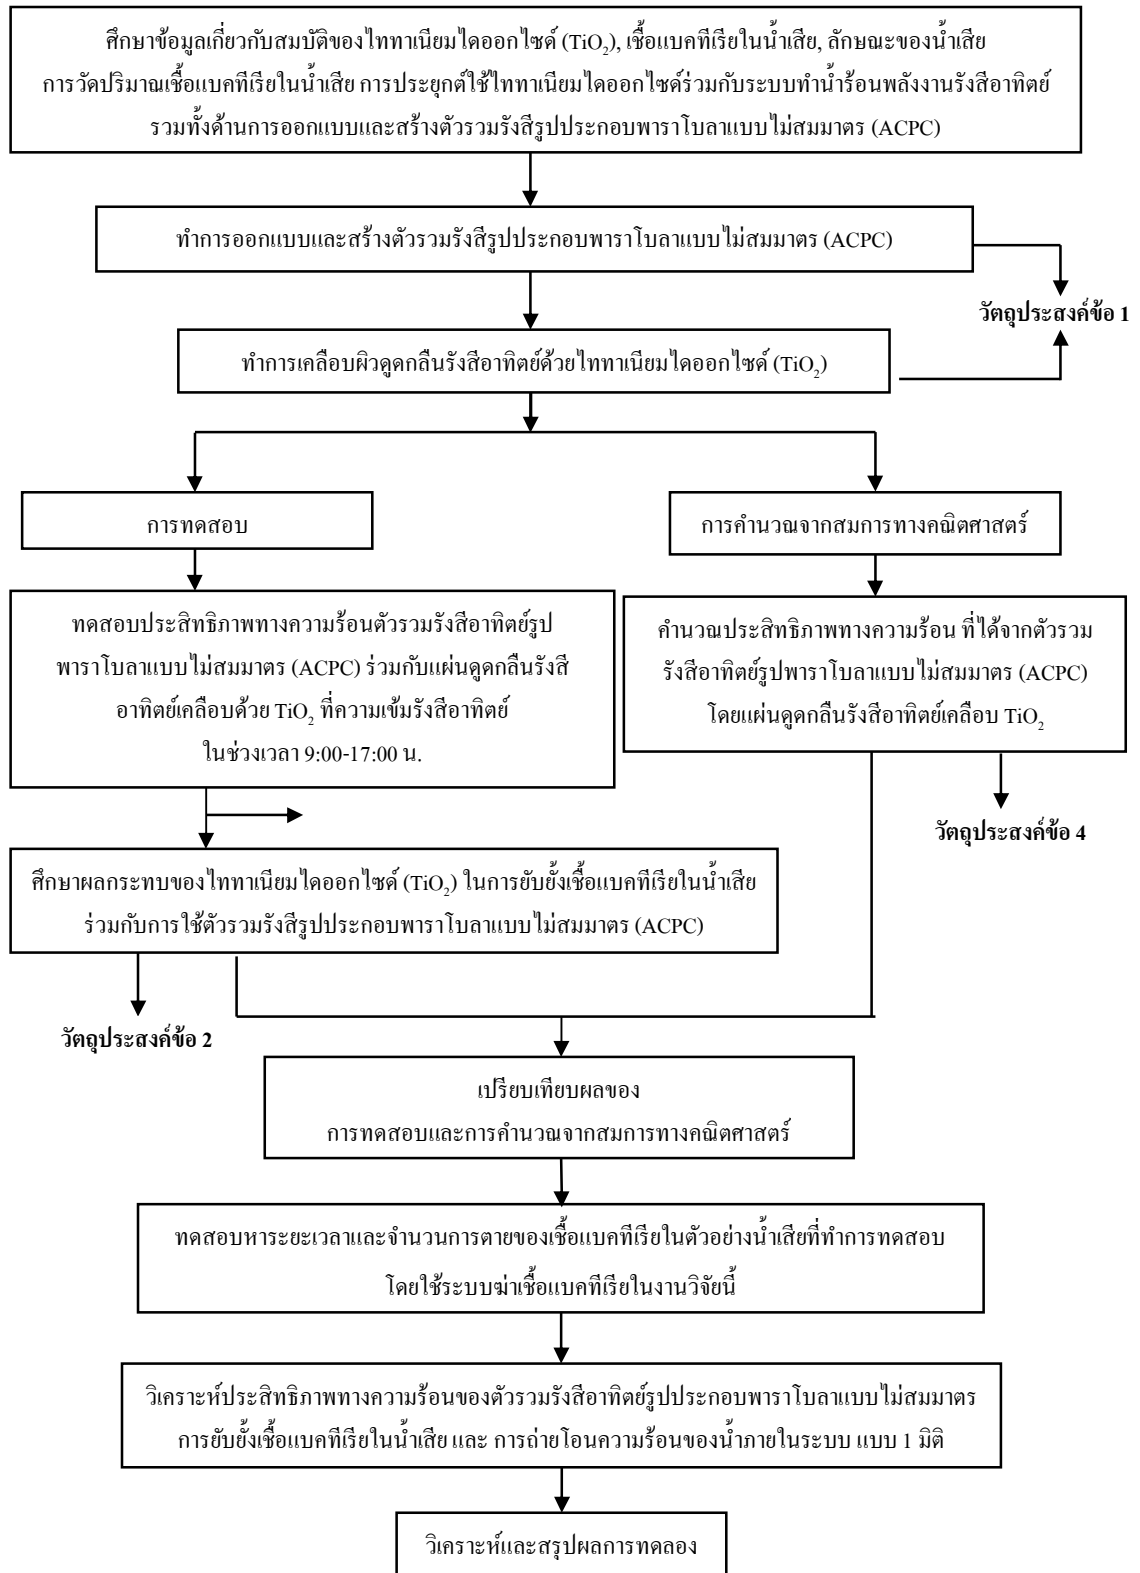 ศึกษาข้อมูลเกี่ยวกับสมบัติของไททาเนียมไดออกไซด์ (TiO₂), เชื้อแบคทีเรียในน้ำเสีย, ลักษณะของน้ำเสีย
การวัดปริมาณเชื้อแบคทีเรียในน้ำเสีย การประยุกต์ใช้ไททาเนียมไดออกไซด์ร่วมกับระบบทำน้ำร้อนพลังงานรังสีอาทิตย์
รวมทั้งด้านการออกแบบและสร้างตัวรวมรังสีรูปประกอบพาราโบลาแบบไม่สมมาตร (ACPC)
ทำการออกแบบและสร้างตัวรวมรังสีรูปประกอบพาราโบลาแบบไม่สมมาตร (ACPC)
วัตถุประสงค์ข้อ 1
ทำการเคลือบผิวดูดกลืนรังสีอาทิตย์ด้วยไททาเนียมไดออกไซด์ (TiO₂)
การทดสอบ
การคำนวณจากสมการทางคณิตศาสตร์
ทดสอบประสิทธิภาพทางความร้อนตัวรวมรังสีอาทิตย์รูป
พาราโบลาแบบไม่สมมาตร (ACPC) ร่วมกับแผ่นดูดกลืนรังสี
อาทิตย์เคลือบด้วย TiO₂ ที่ความเข้มรังสีอาทิตย์
ในช่วงเวลา 9:00-17:00 น.
คำนวณประสิทธิภาพทางความร้อน ที่ได้จากตัวรวม
รังสีอาทิตย์รูปพาราโบลาแบบไม่สมมาตร (ACPC)
โดยแผ่นดูดกลืนรังสีอาทิตย์เคลือบ TiO₂
วัตถุประสงค์ข้อ 4
ศึกษาผลกระทบของไททาเนียมไดออกไซด์ (TiO₂) ในการยับยั้งเชื้อแบคทีเรียในน้ำเสีย
ร่วมกับการใช้ตัวรวมรังสีรูปประกอบพาราโบลาแบบไม่สมมาตร (ACPC)
วัตถุประสงค์ข้อ 2
เปรียบเทียบผลของ
การทดสอบและการคำนวณจากสมการทางคณิตศาสตร์
ทดสอบหาระยะเวลาและจำนวนการตายของเชื้อแบคทีเรียในตัวอย่างน้ำเสียที่ทำการทดสอบ
โดยใช้ระบบฆ่าเชื้อแบคทีเรียในงานวิจัยนี้
วิเคราะห์ประสิทธิภาพทางความร้อนของตัวรวมรังสีอาทิตย์รูปประกอบพาราโบลาแบบไม่สมมาตร
การยับยั้งเชื้อแบคทีเรียในน้ำเสีย และ การถ่ายโอนความร้อนของน้ำภายในระบบ แบบ 1 มิติ
วิเคราะห์และสรุปผลการทดลอง